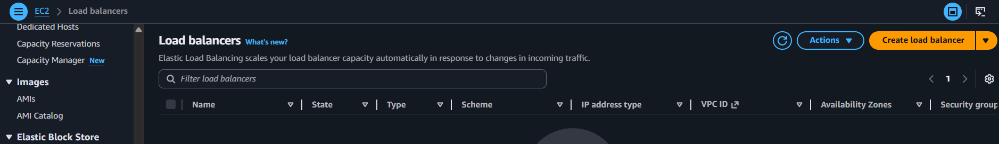 EC2 > Load balancers
Dedicated Hosts
Capacity Reservations
Capacity Manager New
Images
AMIs
AMI Catalog
Elastic Block Store
Load balancers What's new?
Actions
Create load balancer
Elastic Load Balancing scales your load balancer capacity automatically in response to changes in incoming traffic.
Filter load balancers
1
Name State Type Scheme IP address type VPC ID Availability Zones Security group